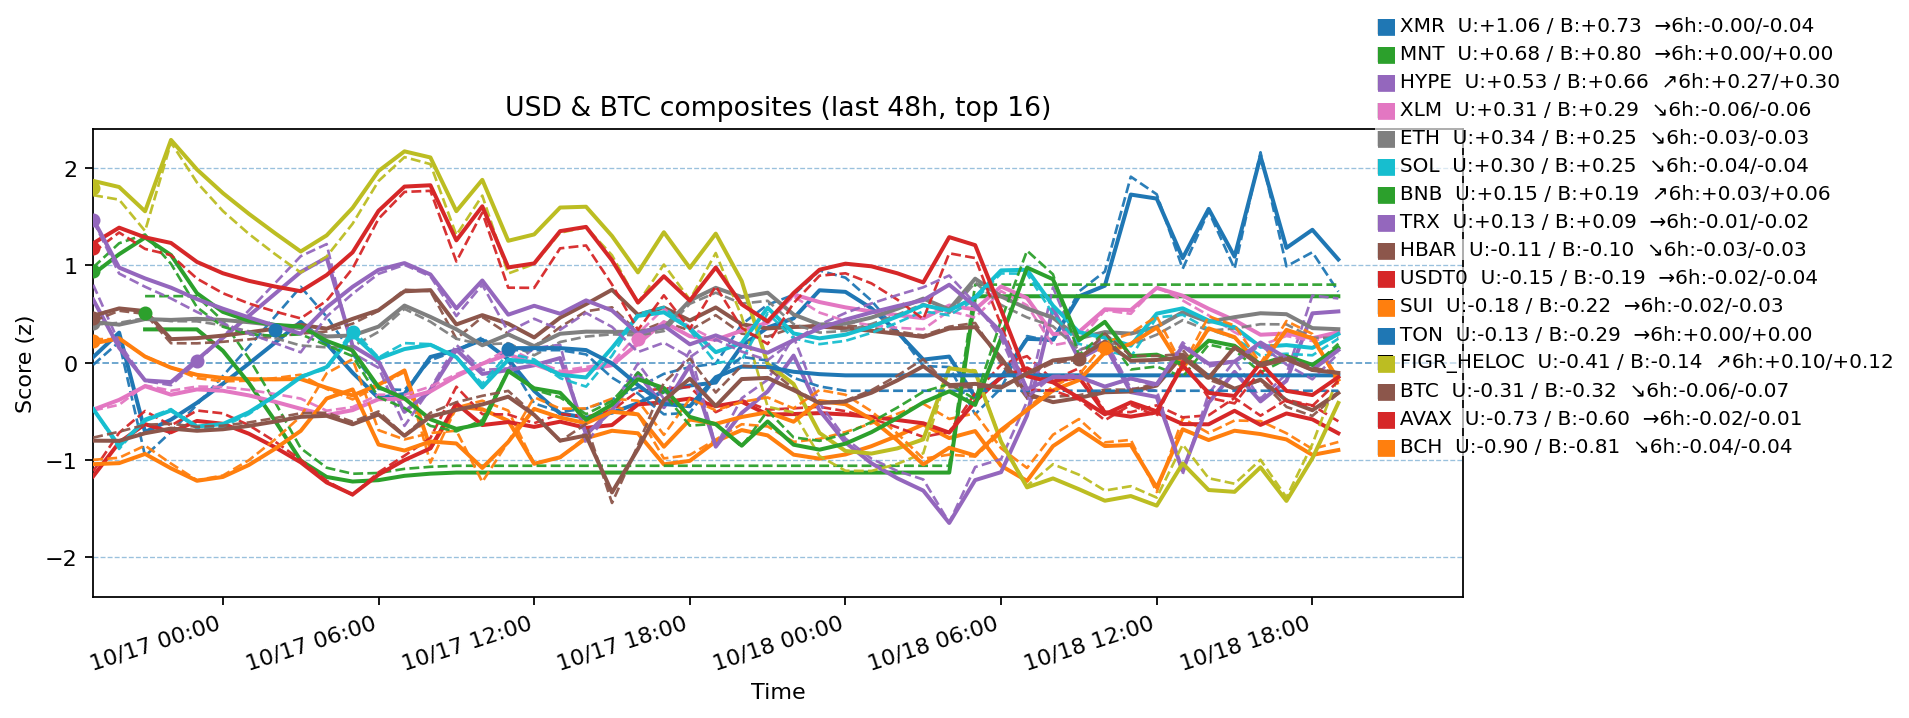 XMR U:+1.06 / B:+0.73 →6h:-0.00/-0.04
MNT U:+0.68 / B:+0.80 →6h:+0.00/+0.00
HYPE U:+0.53 / B:+0.66 ↗6h:+0.27/+0.30
XLM U:+0.31 / B:+0.29 ↘6h:-0.06/-0.06
ETH U:+0.34 / B:+0.25 ↘6h:-0.03/-0.03
SOL U:+0.30 / B:+0.25 ↘6h:-0.04/-0.04
BNB U:+0.15 / B:+0.19 ↗6h:+0.03/+0.06
TRX U:+0.13 / B:+0.09 →6h:-0.01/-0.02
HBAR U:-0.11 / B:-0.10 ↘6h:-0.03/-0.03
USDT0 U:-0.15 / B:-0.19 →6h:-0.02/-0.04
SUI U:-0.18 / B:-0.22 →6h:-0.02/-0.03
TON U:-0.13 / B:-0.29 →6h:+0.00/+0.00
FIGR_HELOC U:-0.41 / B:-0.14 ↗6h:+0.10/+0.12
BTC U:-0.31 / B:-0.32 ↘6h:-0.06/-0.07
AVAX U:-0.73 / B:-0.60 →6h:-0.02/-0.01
BCH U:-0.90 / B:-0.81 ↘6h:-0.04/-0.04
USD & BTC composites (last 48h, top 16)
Score (z)
2
1
0
−1
−2
10/17 00:00
10/17 06:00
10/17 12:00
10/17 18:00
10/18 00:00
10/18 06:00
10/18 12:00
10/18 18:00
Time